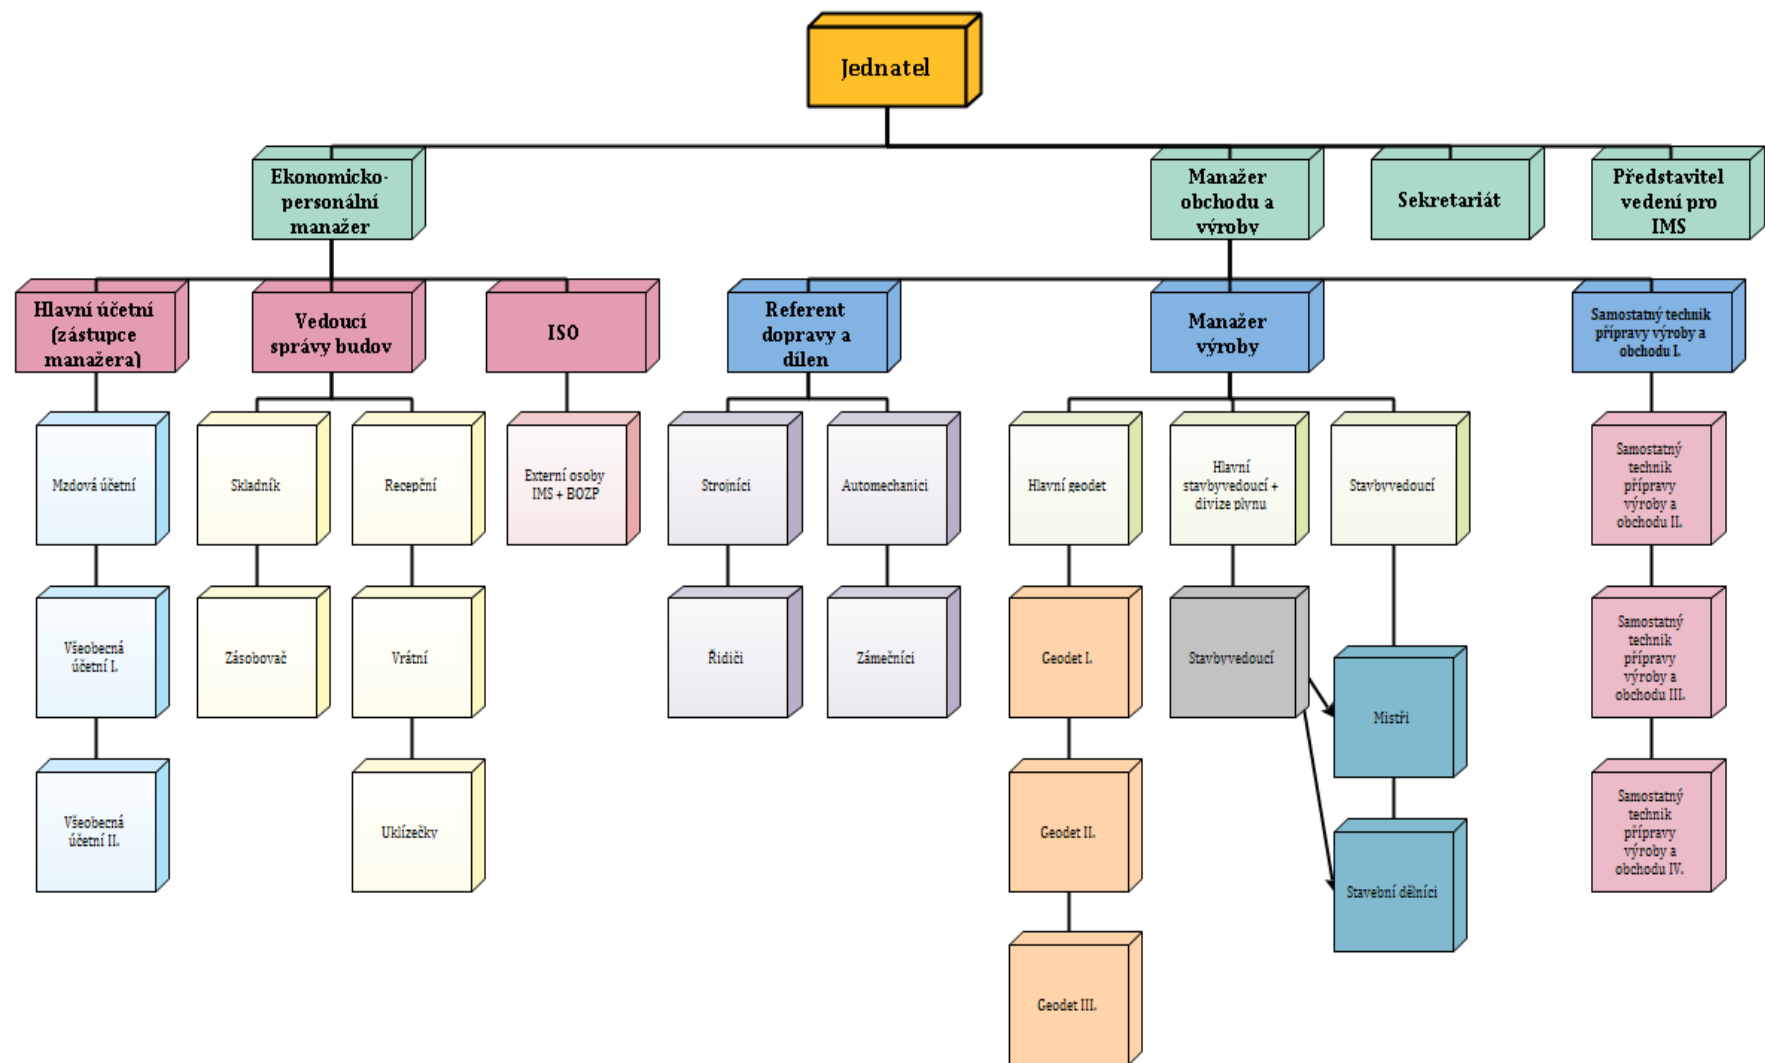 Jednatel
Ekonomicko-
personální
manažer
Manažer
obchodu a
výroby
Sekretariát
Představitel
vedení pro
IMS
Hlavní účetní
(zástupce
manažera)
Vedoucí
správy budov
ISO
Referent
dopravy a
dílen
Manažer
výroby
Samostatný technik
přípravy výroby a
obchodu I.
Mzdová účetní
Skladník
Recepční
Externí osoby
IMS + BOZP
Strojníci
Automechanici
Hlavní geodet
Hlavní
stavbyvedoucí +
divize plynu
Stavbyvedoucí
Samostatný
technik
přípravy
výroby a
obchodu II.
Všeobecná
účetní I.
Zásobovač
Vrátní
Řidiči
Zámečníci
Geodet I.
Stavbyvedoucí
Mistři
Samostatný
technik
přípravy
výroby a
obchodu III.
Všeobecná
účetní II.
Uklízečky
Geodet II.
Stavební dělníci
Samostatný
technik
přípravy
výroby a
obchodu IV.
Geodet III.